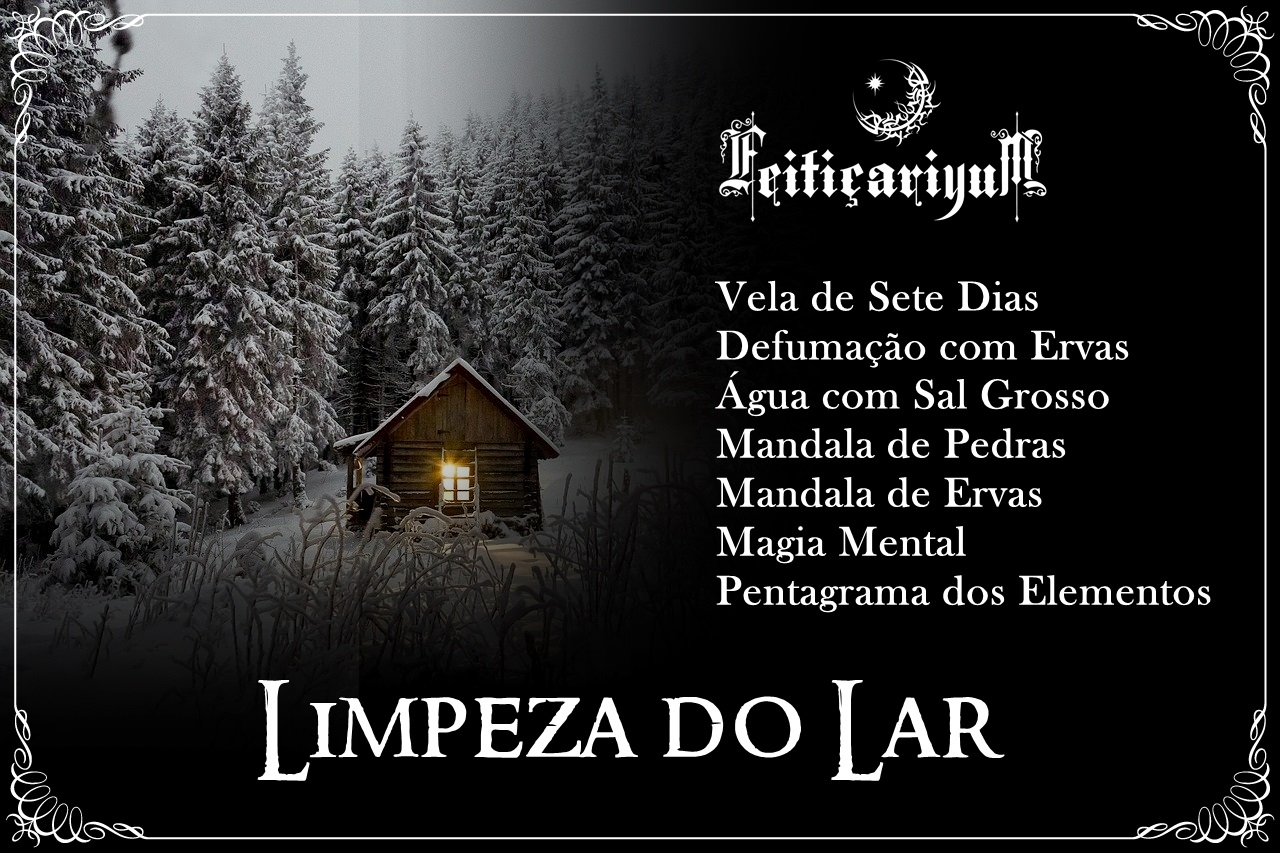 FeitiçariyuM
Vela de Sete Dias
Defumação com Ervas
Água com Sal Grosso
Mandala de Pedras
Mandala de Ervas
Magia Mental
Pentagrama dos Elementos
Limpeza do Lar